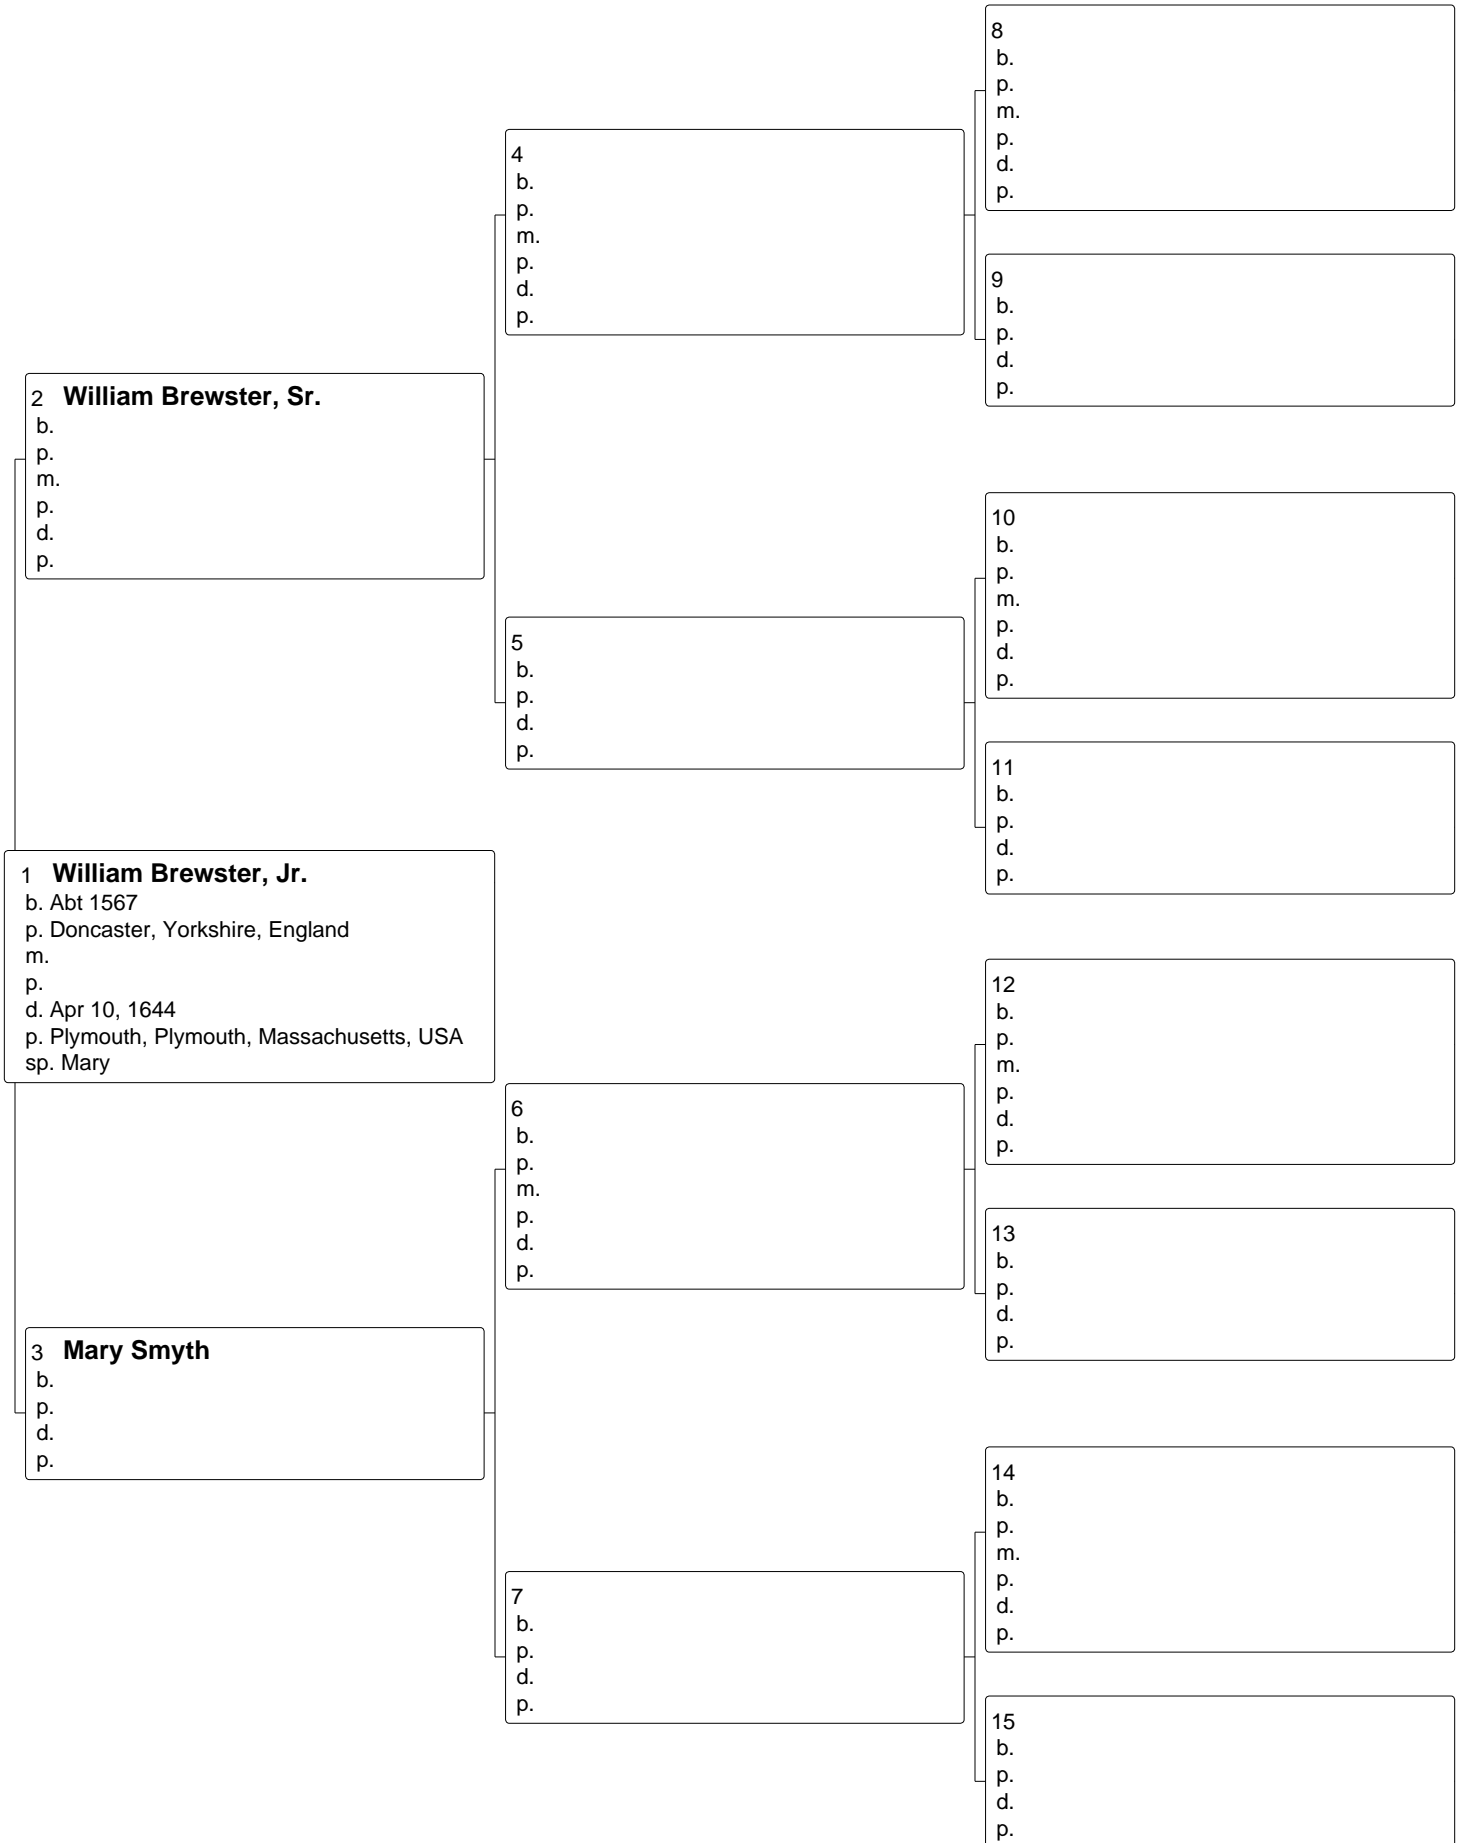 8
b.
p.
m.
p.
d.
p.
4
b.
p.
m.
p.
d.
p.
9
b.
p.
d.
p.
2 William Brewster, Sr.
b.
p.
m.
p.
d.
p.
10
b.
p.
m.
p.
d.
p.
5
b.
p.
d.
p.
11
b.
p.
d.
p.
1 William Brewster, Jr.
b. Abt 1567
p. Doncaster, Yorkshire, England
m.
p.
d. Apr 10, 1644
p. Plymouth, Plymouth, Massachusetts, USA
sp. Mary
12
b.
p.
m.
p.
d.
p.
6
b.
p.
m.
p.
d.
p.
13
b.
p.
d.
p.
3 Mary Smyth
b.
p.
d.
p.
14
b.
p.
m.
p.
d.
p.
7
b.
p.
d.
p.
15
b.
p.
d.
p.